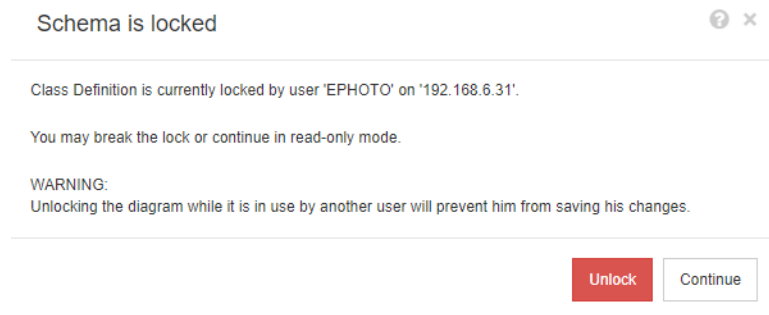 Schema is locked
Class Definition is currently locked by user 'EPHOTO' on '192.168.6.31'.
You may break the lock or continue in read-only mode.
WARNING:
Unlocking the diagram while it is in use by another user will prevent him from saving his changes.
Unlock Continue